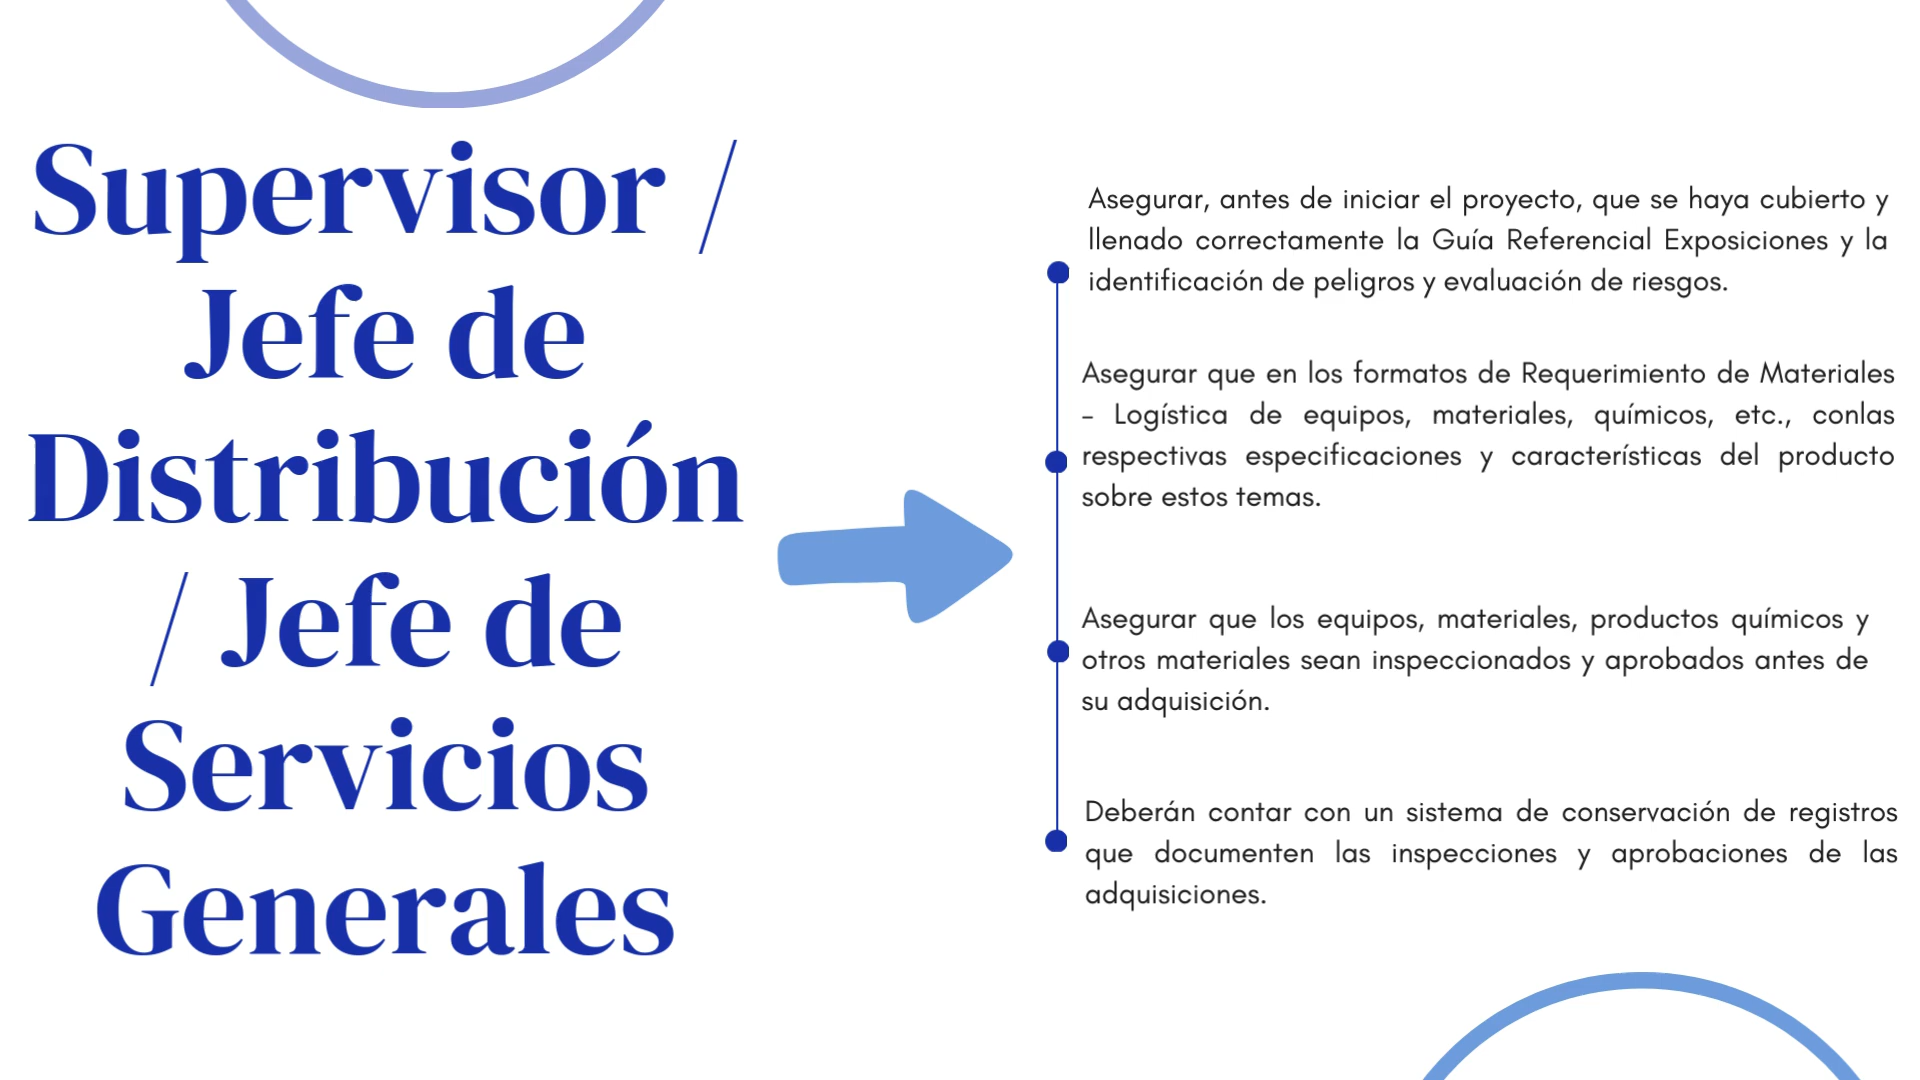 Supervisor /
Jefe de
Distribución
/ Jefe de
Servicios
Generales
Asegurar, antes de iniciar el proyecto, que se haya cubierto y
llenado correctamente la Guía Referencial Exposiciones y la
identificación de peligros y evaluación de riesgos.
Asegurar que en los formatos de Requerimiento de Materiales
- Logística de equipos, materiales, químicos, etc., conlas
respectivas especificaciones y características del producto
sobre estos temas.
Asegurar que los equipos, materiales, productos químicos y
otros materiales sean inspeccionados y aprobados antes de
su adquisición.
Deberán contar con un sistema de conservación de registros
que documenten las inspecciones y aprobaciones de las
adquisiciones.